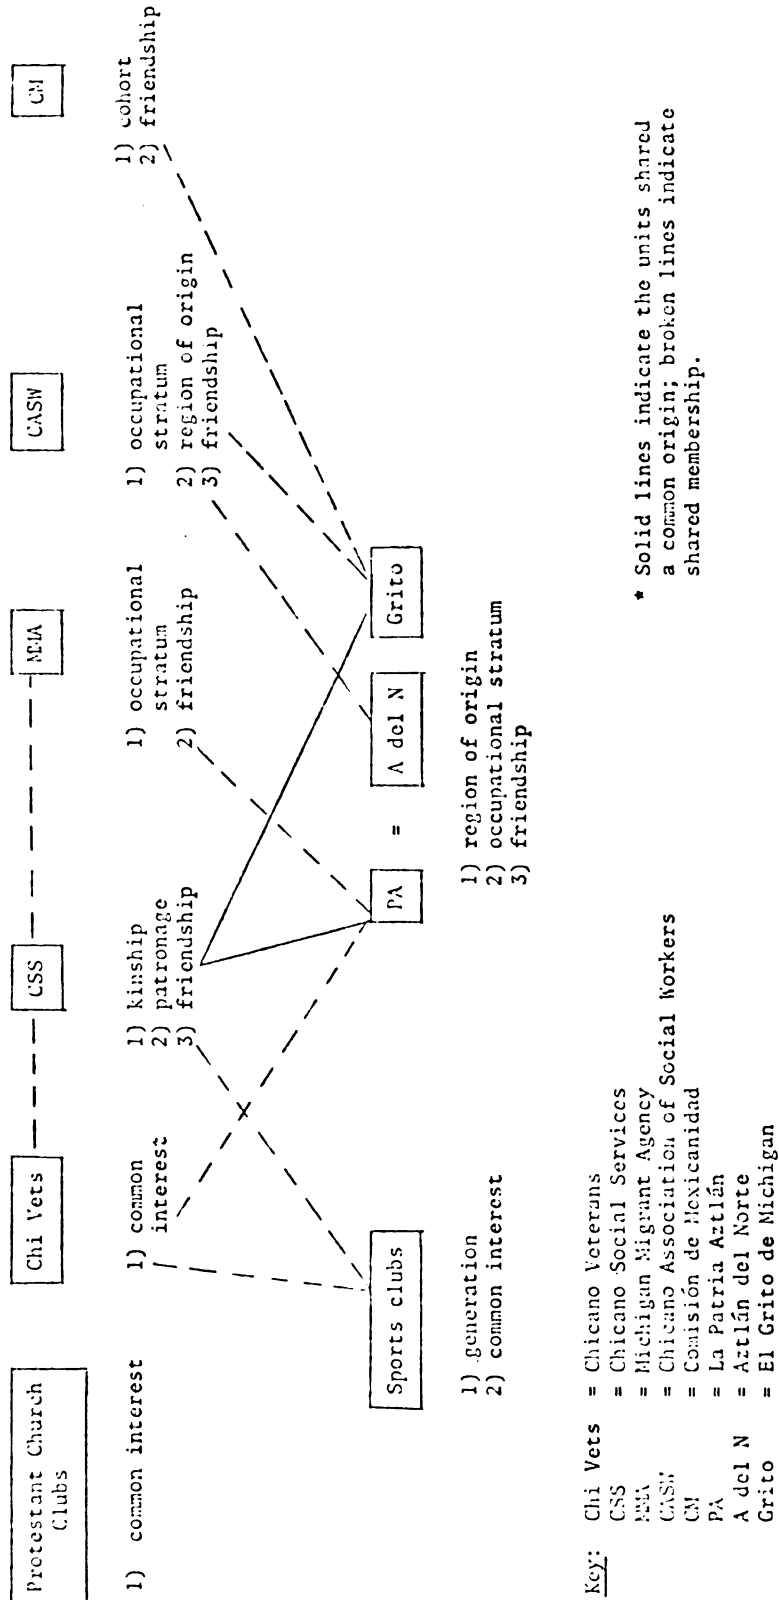 Protestant Church
Clubs
Chi Vets
CSS
MMA
CASW
CM
1) common interest
1) common
interest
1) kinship
2) patronage
3) friendship
1) occupational
stratum
2) friendship
1) occupational
stratum
2) region of origin
3) friendship
1) cohort
2) friendship
Sports clubs
PA
=
A del N
Grito
1) generation
2) common interest
1) region of origin
2) occupational stratum
3) friendship
Key: Chi Vets = Chicano Veterans
CSS = Chicano Social Services
MMA = Michigan Migrant Agency
CASW = Chicano Association of Social Workers
CM = Comisión de Mexicanidad
PA = La Patria Aztlán
A del N = Aztlán del Norte
Grito = El Grito de Michigan
* Solid lines indicate the units shared
a common origin; broken lines indicate
shared membership.